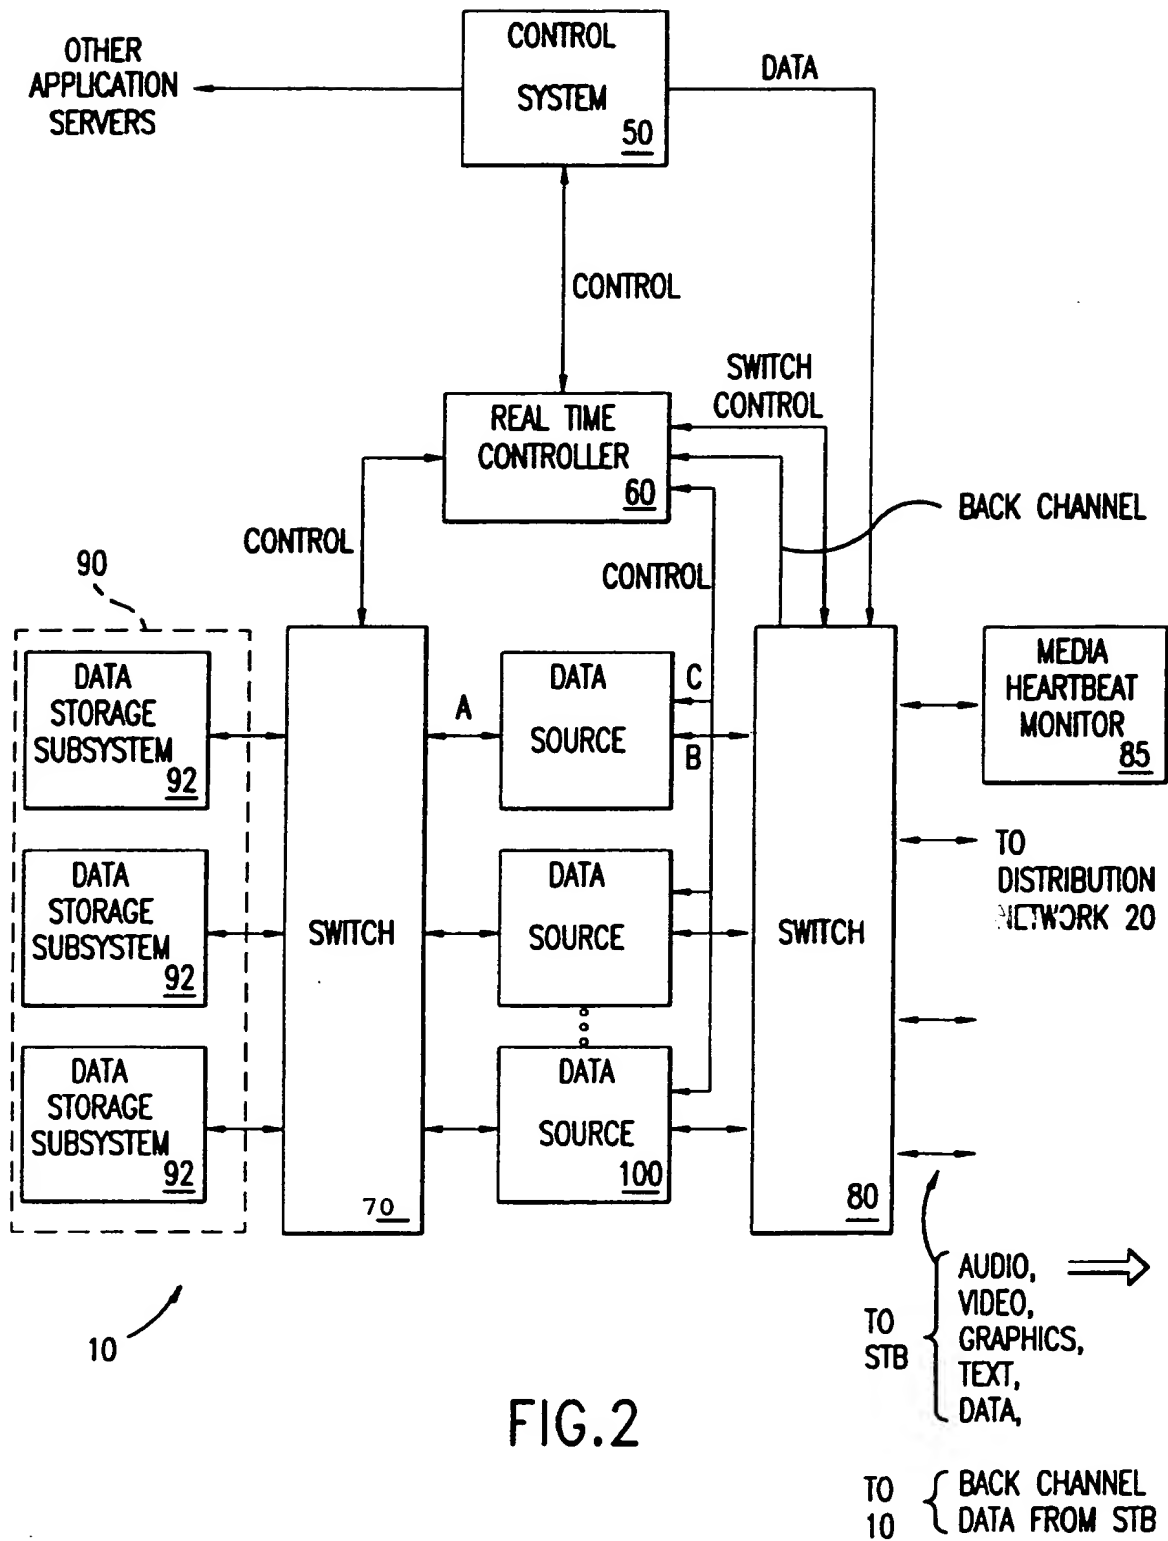 CONTROL
SYSTEM
50
OTHER
APPLICATION
SERVERS
DATA
CONTROL
SWITCH
CONTROL
REAL TIME
CONTROLLER
60
BACK CHANNEL
CONTROL
CONTROL
90
DATA
STORAGE
SUBSYSTEM
92
DATA
STORAGE
SUBSYSTEM
92
DATA
STORAGE
SUBSYSTEM
92
SWITCH
70
A
DATA
SOURCE
C
B
DATA
SOURCE
DATA
SOURCE
100
SWITCH
80
MEDIA
HEARTBEAT
MONITOR
85
TO
DISTRIBUTION
NETWORK 20
10
TO
STB
AUDIO,
VIDEO,
GRAPHICS,
TEXT,
DATA,
FIG.2
TO
10
BACK CHANNEL
DATA FROM STB